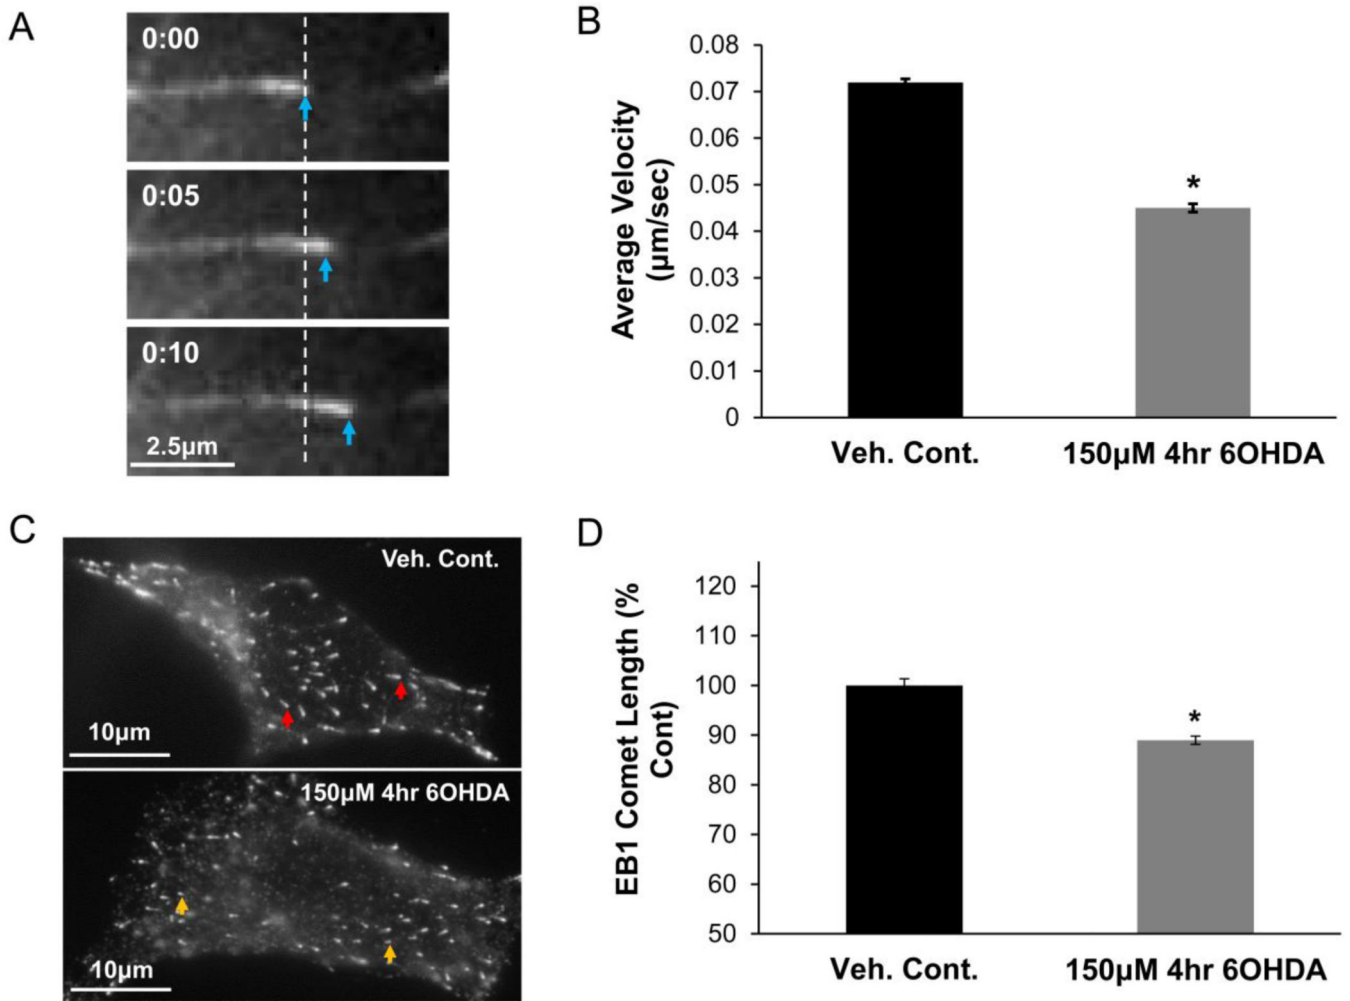 A
0:00
0:05
0:10
2.5µm
B
Average Velocity
(µm/sec)
0.08
0.07
0.06
0.05
0.04
0.03
0.02
0.01
0
*
Veh. Cont.
150µM 4hr 6OHDA
C
Veh. Cont.
10µm
150µM 4hr 6OHDA
10µm
D
EB1 Comet Length (%
Cont)
120
110
100
90
80
70
60
50
*
Veh. Cont.
150µM 4hr 6OHDA